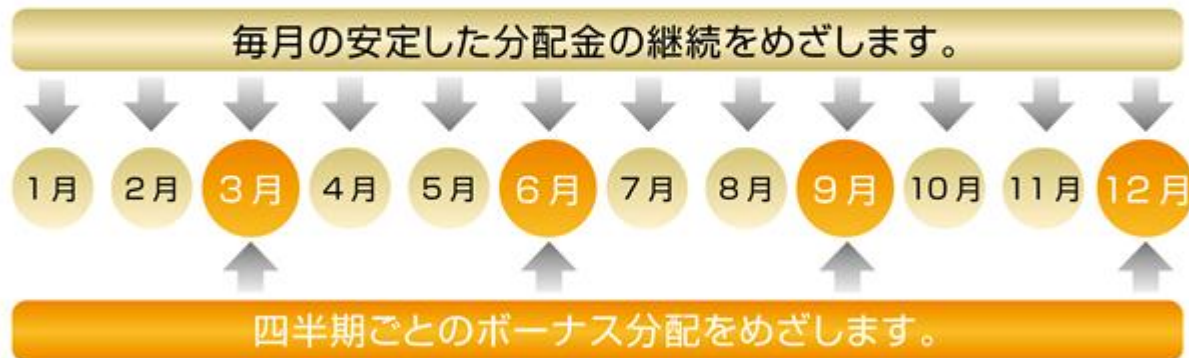 毎月の安定した分配金の継続をめざします。
1月 2月 3月 4月 5月 6月 7月 8月 9月 10月 11月 12月
四半期ごとのボーナス分配をめざします。